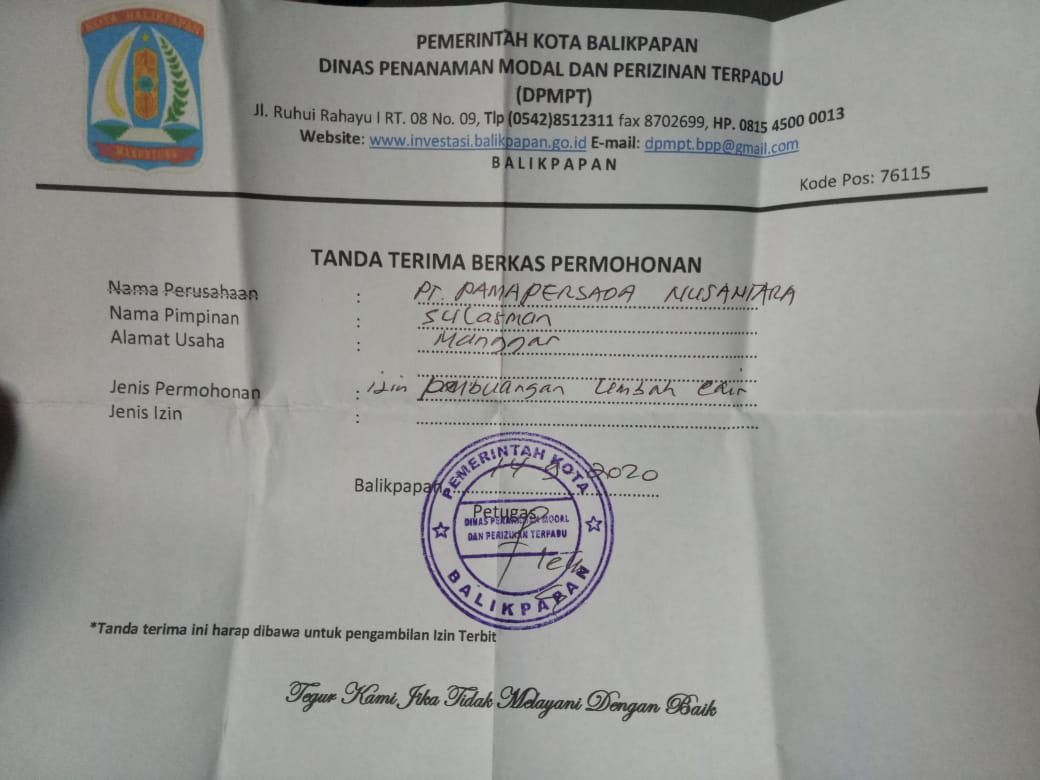 KOTA BALIKPAPAN
MANUNTUNG
PEMERINTAH KOTA BALIKPAPAN
DINAS PENANAMAN MODAL DAN PERIZINAN TERPADU
(DPMPT)
Jl. Ruhui Rahayu I RT. 08 No. 09, Tlp (0542)8512311 fax 8702699, HP. 0815 4500 0013
Website: www.investasi.balikpapan.go.id E-mail: dpmpt.bpp@gmail.com
BALIKPAPAN
Kode Pos: 76115
TANDA TERIMA BERKAS PERMOHONAN
Nama Perusahaan : PT. PAMAPERSADA NUSANTARA
Nama Pimpinan : Sulasman
Alamat Usaha : Manggar
Jenis Permohonan : izin pembuangan limbah cair
Jenis Izin :
Balikpapan, 14 2020
Petugas
PEMERINTAH KOTA
DINAS PENANAMAN MODAL
DAN PERIZINAN TERPADU
BALIKPAPAN
*Tanda terima ini harap dibawa untuk pengambilan Izin Terbit
Tegur Kami Jika Tidak Melayani Dengan Baik